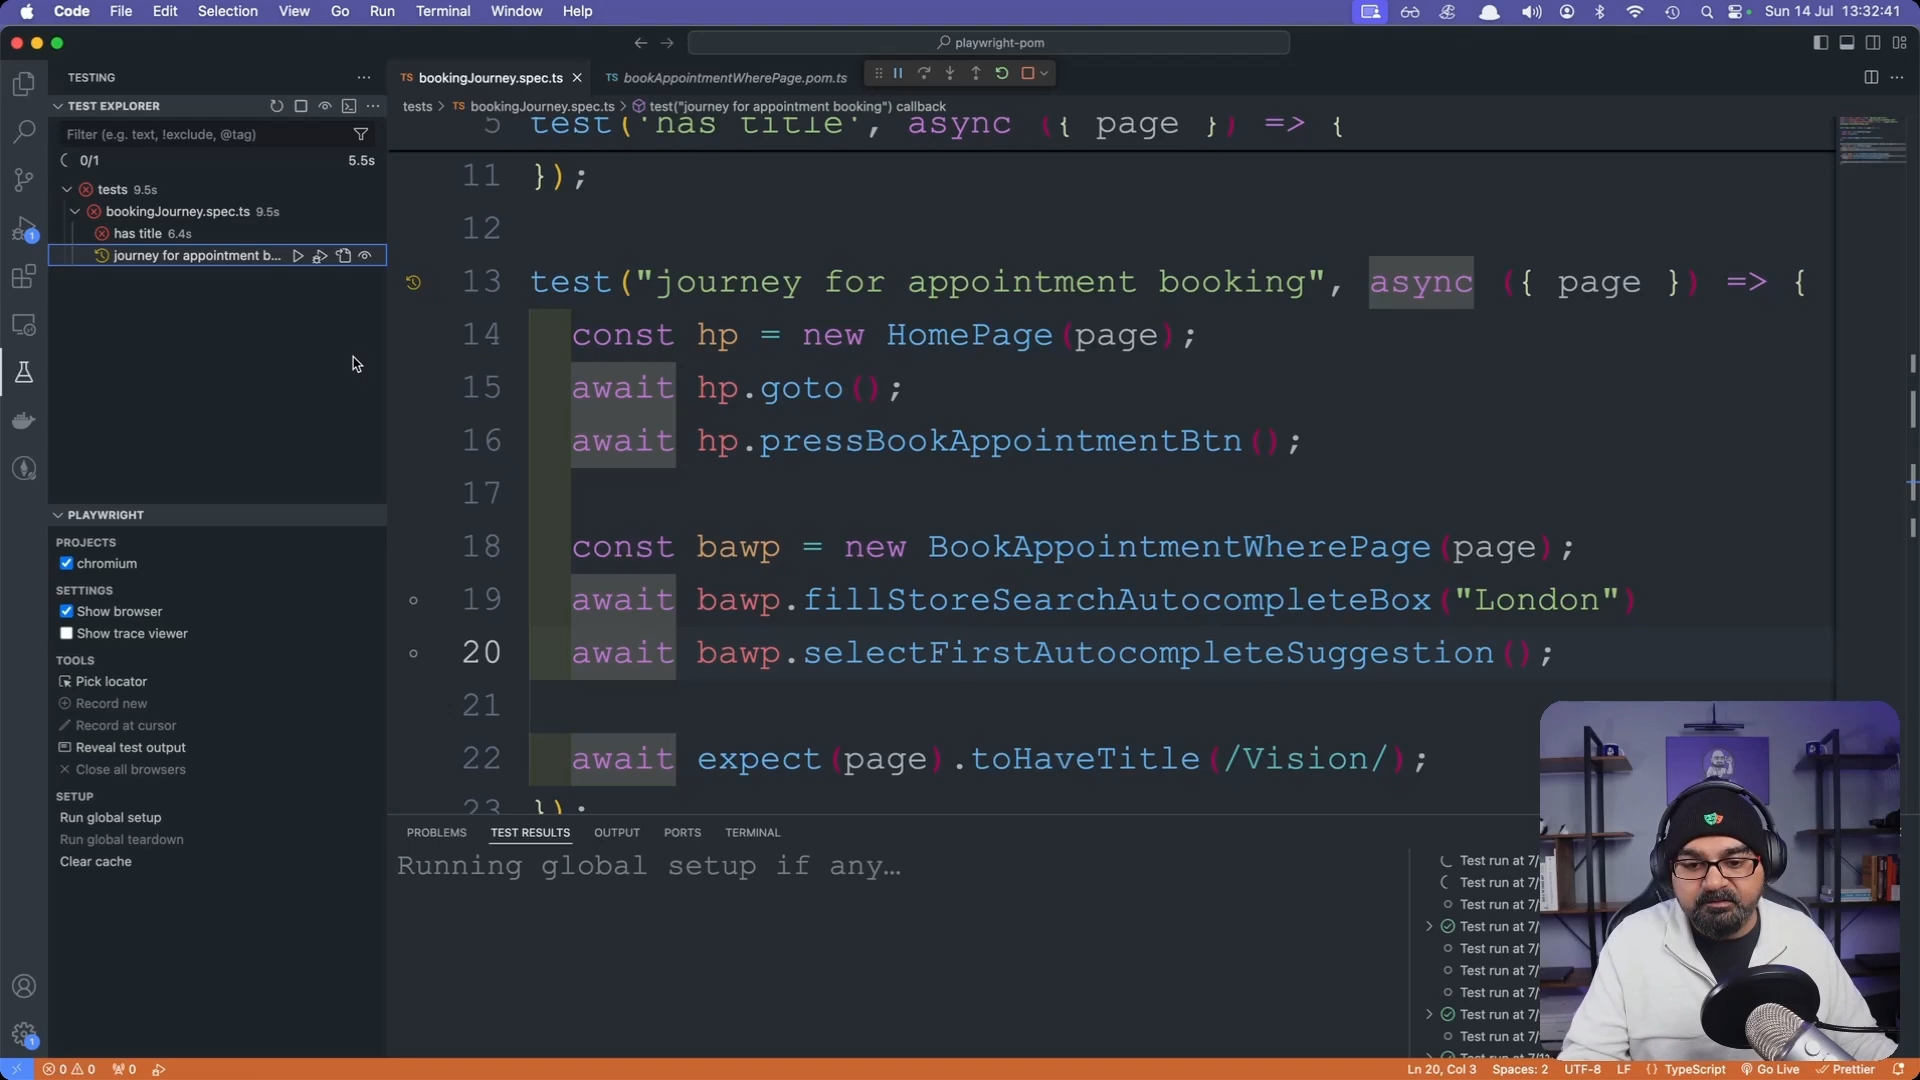 Code File Edit Selection View Go Run Terminal Window Help
Sun 14 Jul 13:32:41
playwright-pom
TESTING
TS bookingJourney.spec.ts
TS bookAppointmentWherePage.pom.ts
TEST EXPLORER
tests > TS bookingJourney.spec.ts > test("journey for appointment booking") callback
Filter (e.g. text, !exclude, @tag)
0/1 5.5s
tests 9.5s
bookingJourney.spec.ts 9.5s
has title 6.4s
journey for appointment b...
5 test('has title', async ({ page }) => {
11 });
12
13 test("journey for appointment booking", async ({ page }) => {
14 const hp = new HomePage(page);
15 await hp.goto();
16 await hp.pressBookAppointmentBtn();
17
18 const bawp = new BookAppointmentWherePage(page);
19 await bawp.fillStoreSearchAutocompleteBox("London")
20 await bawp.selectFirstAutocompleteSuggestion();
21
22 await expect(page).toHaveTitle(/Vision/);
23 });
PLAYWRIGHT
PROJECTS
chromium
SETTINGS
Show browser
Show trace viewer
TOOLS
Pick locator
Record new
Record at cursor
Reveal test output
Close all browsers
SETUP
Run global setup
Run global teardown
Clear cache
PROBLEMS TEST RESULTS OUTPUT PORTS TERMINAL
Running global setup if any…
Test run at 7/
Test run at 7/
Test run at 7/
Test run at 7/
Test run at 7/
Test run at 7/
Test run at 7/
Test run at 7/
Test run at 7/
1
1
0 0 0
Ln 20, Col 3 Spaces: 2 UTF-8 LF {} TypeScript Go Live Prettier